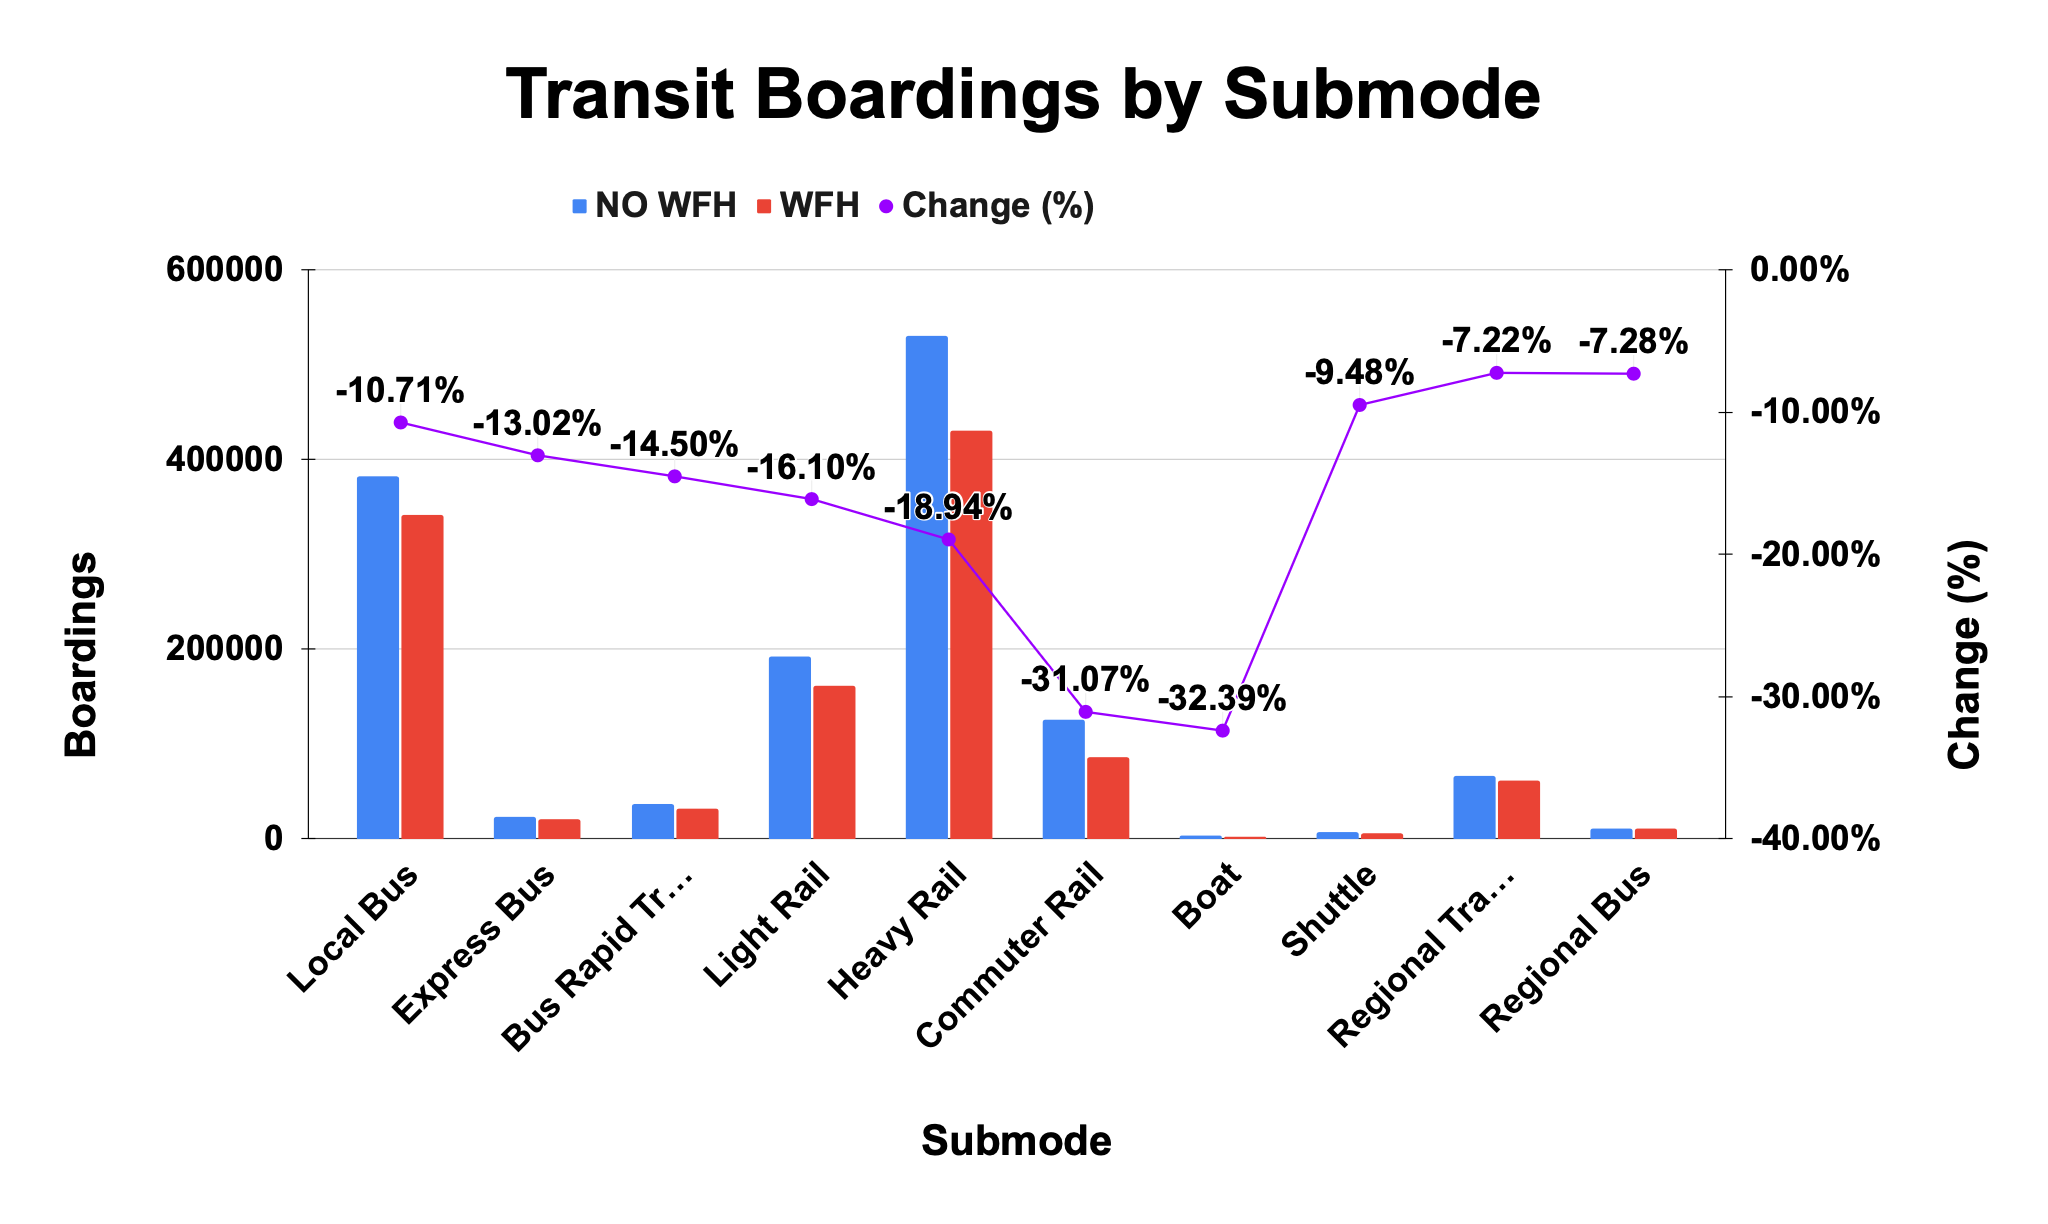 Transit Boardings by Submode
NO WFH WFH Change (%)
600000
400000
200000
0
Boardings
0.00%
-10.00%
-20.00%
-30.00%
-40.00%
Change (%)
-10.71%
-13.02%
-14.50%
-16.10%
-18.94%
-31.07%
-32.39%
-9.48%
-7.22%
-7.28%
Local Bus
Express Bus
Bus Rapid Tr…
Light Rail
Heavy Rail
Commuter Rail
Boat
Shuttle
Regional Tra…
Regional Bus
Submode